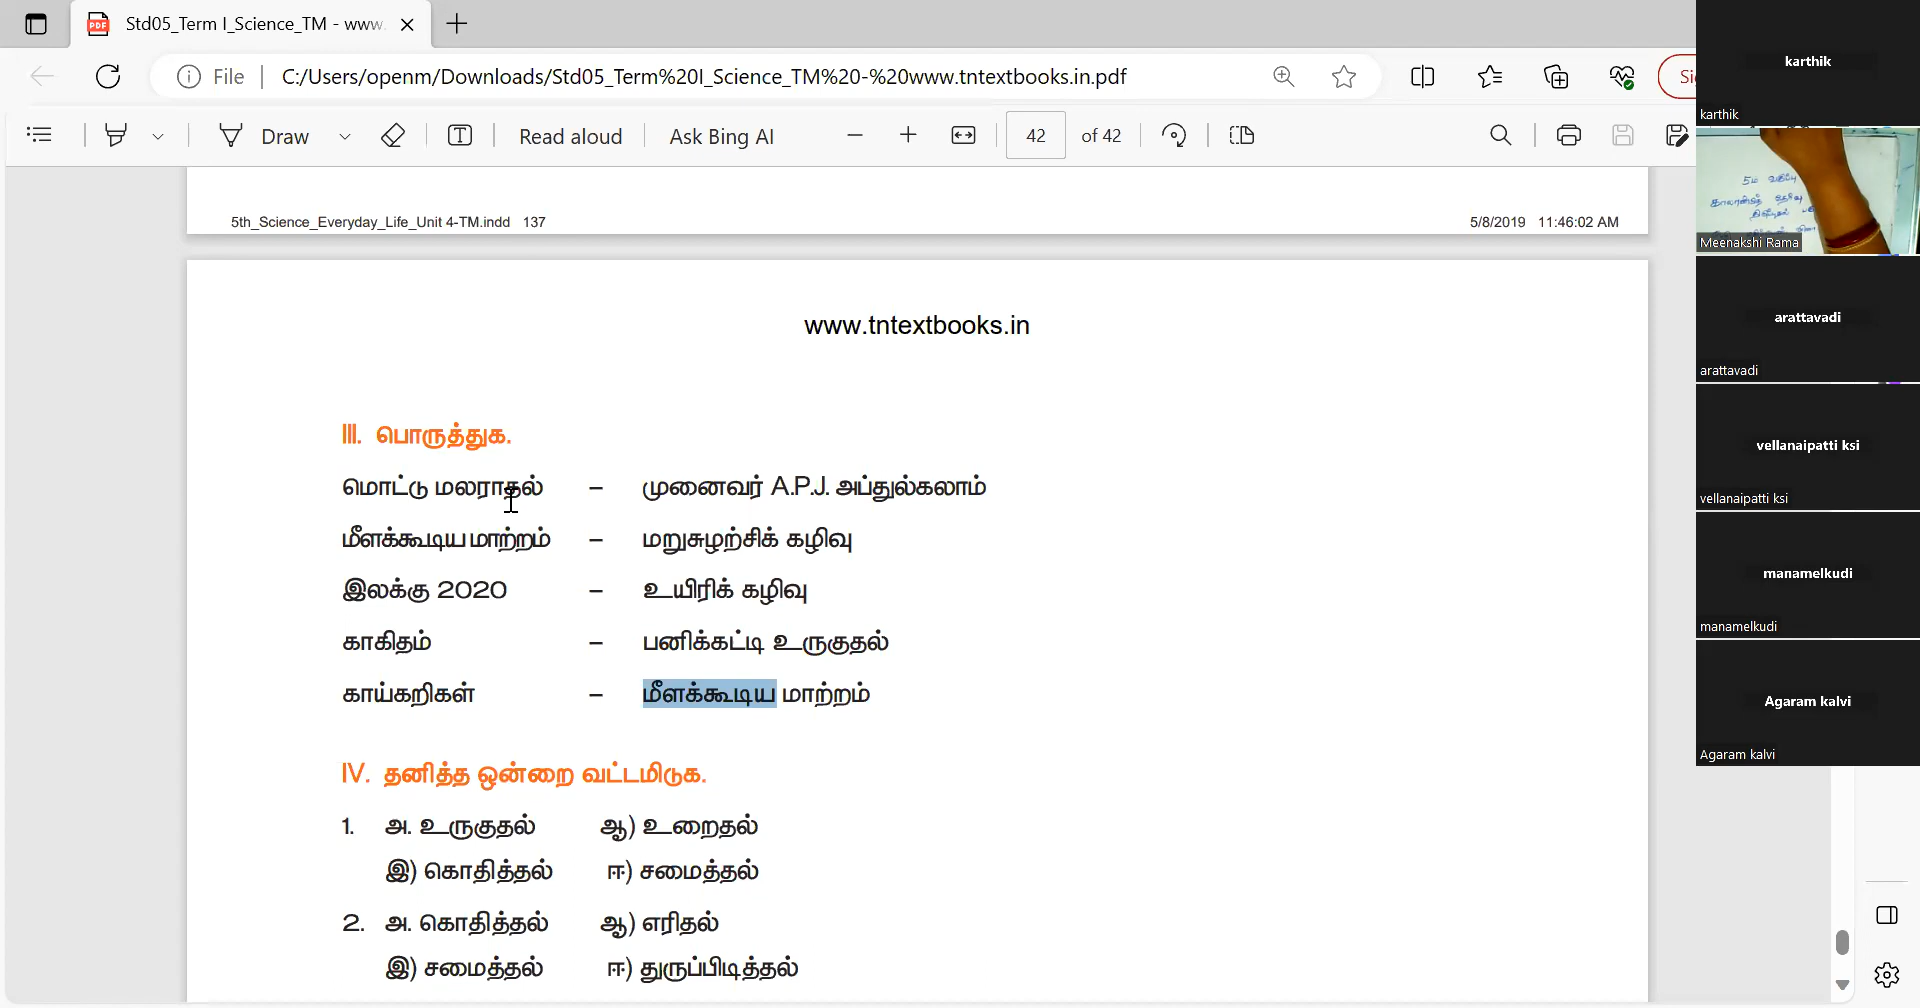 Std05_Term I_Science_TM - www.
File
C:/Users/openm/Downloads/Std05_Term%20I_Science_TM%20-%20www.tntextbooks.in.pdf
Draw
Read aloud
Ask Bing AI
42 of 42
5th_Science_Everyday_Life_Unit 4-TM.indd 137
5/8/2019 11:46:02 AM
www.tntextbooks.in
III. பொருத்துக.
மொட்டு மலராதல் – முனைவர் A.P.J. அப்துல்கலாம்
மீளக்கூடிய மாற்றம் – மறுசுழற்சிக் கழிவு
இலக்கு 2020 – உயிரிக் கழிவு
காகிதம் – பனிக்கட்டி உருகுதல்
காய்கறிகள் – மீளக்கூடிய மாற்றம்
IV. தனித்த ஒன்றை வட்டமிடுக.
1. அ. உருகுதல் ஆ) உறைதல்
இ) கொதித்தல் ஈ) சமைத்தல்
2. அ. கொதித்தல் ஆ) எரிதல்
இ) சமைத்தல் ஈ) துருப்பிடித்தல்
karthik
karthik
Meenakshi Rama
arattavadi
arattavadi
vellanaipatti ksi
vellanaipatti ksi
manamelkudi
manamelkudi
Agaram kalvi
Agaram kalvi